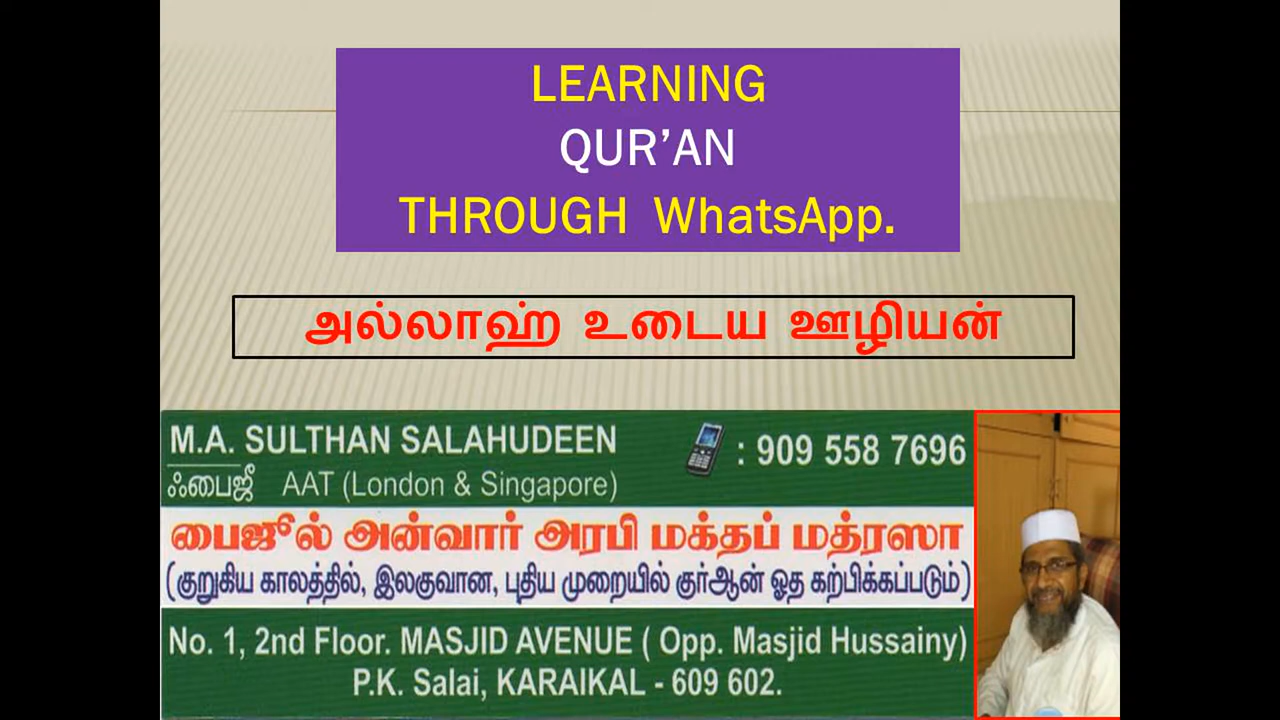 LEARNING
QUR’AN
THROUGH WhatsApp.
அல்லாஹ் உடைய ஊழியன்
M.A. SULTHAN SALAHUDEEN
: 909 558 7696
ஃபைஜீ AAT (London & Singapore)
பைஜுல் அன்வார் அரபி மக்தப் மத்ரஸா
(குறுகிய காலத்தில், இலகுவான, புதிய முறையில் குர்ஆன் ஓத கற்பிக்கப்படும்)
No. 1, 2nd Floor. MASJID AVENUE ( Opp. Masjid Hussainy)
P.K. Salai, KARAIKAL - 609 602.